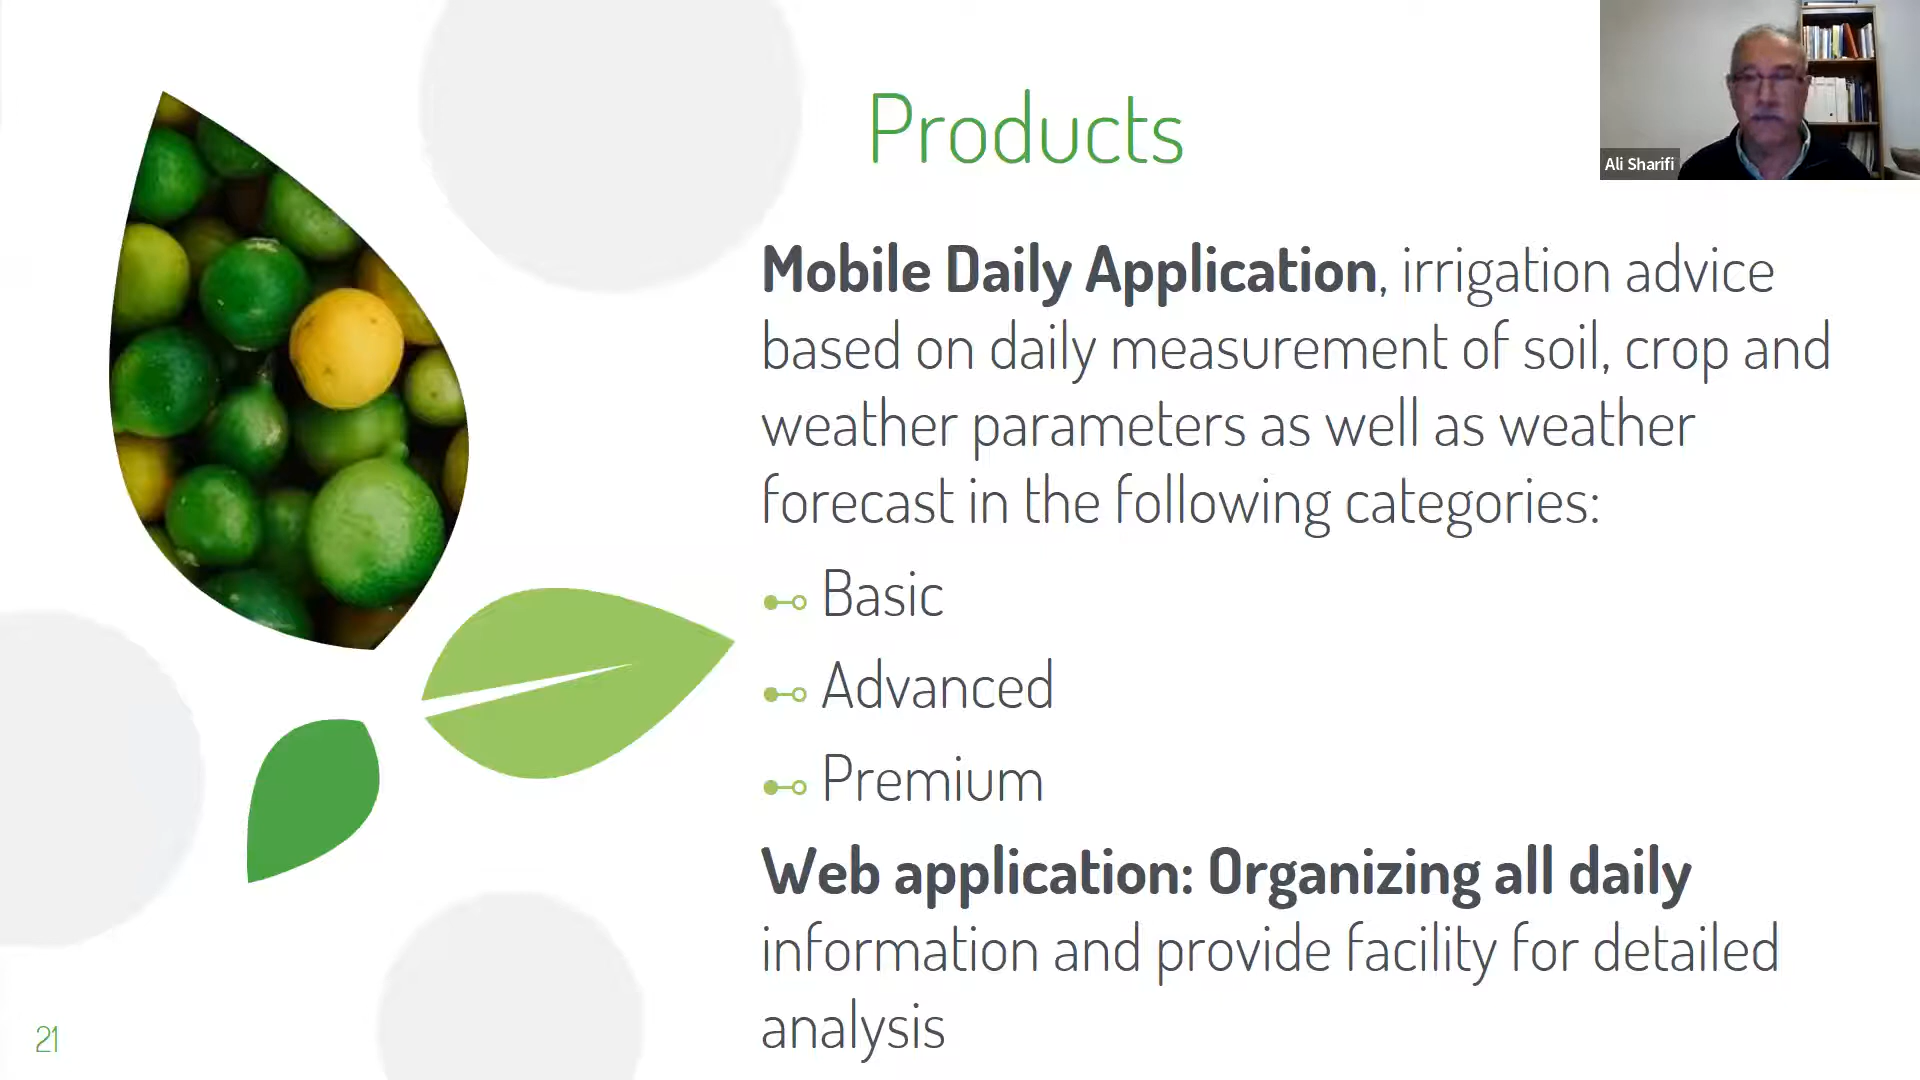 Products
Ali Sharifi
Mobile Daily Application, irrigation advice
based on daily measurement of soil, crop and
weather parameters as well as weather
forecast in the following categories:
Basic
Advanced
Premium
Web application: Organizing all daily
information and provide facility for detailed
analysis
21